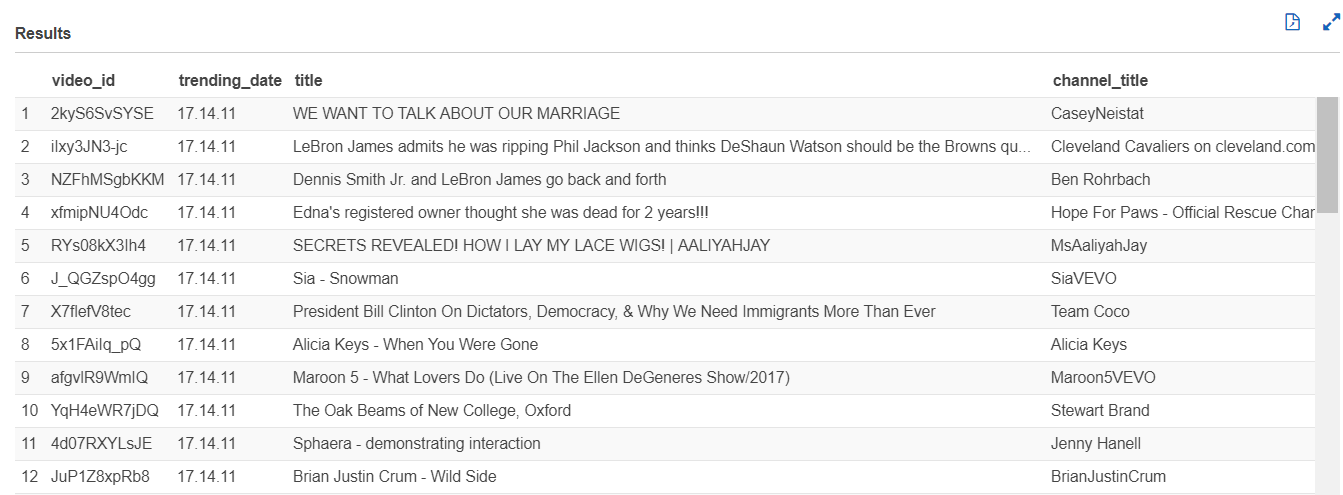 Results
video_id trending_date title channel_title
1 2kyS6SvSYSE 17.14.11 WE WANT TO TALK ABOUT OUR MARRIAGE CaseyNeistat
2 ilxy3JN3-jc 17.14.11 LeBron James admits he was ripping Phil Jackson and thinks DeShaun Watson should be the Browns qu... Cleveland Cavaliers on cleveland.com
3 NZFhMSgbKKM 17.14.11 Dennis Smith Jr. and LeBron James go back and forth Ben Rohrbach
4 xfmipNU4Odc 17.14.11 Edna's registered owner thought she was dead for 2 years!!! Hope For Paws - Official Rescue Char
5 RYs08kX3Ih4 17.14.11 SECRETS REVEALED! HOW I LAY MY LACE WIGS! | AALIYAHJAY MsAaliyahJay
6 J_QGZspO4gg 17.14.11 Sia - Snowman SiaVEVO
7 X7flefV8tec 17.14.11 President Bill Clinton On Dictators, Democracy, & Why We Need Immigrants More Than Ever Team Coco
8 5x1FAiIq_pQ 17.14.11 Alicia Keys - When You Were Gone Alicia Keys
9 afgvlR9WmIQ 17.14.11 Maroon 5 - What Lovers Do (Live On The Ellen DeGeneres Show/2017) Maroon5VEVO
10 YqH4eWR7jDQ 17.14.11 The Oak Beams of New College, Oxford Stewart Brand
11 4d07RXYLsJE 17.14.11 Sphaera - demonstrating interaction Jenny Hanell
12 JuP1Z8xpRb8 17.14.11 Brian Justin Crum - Wild Side BrianJustinCrum